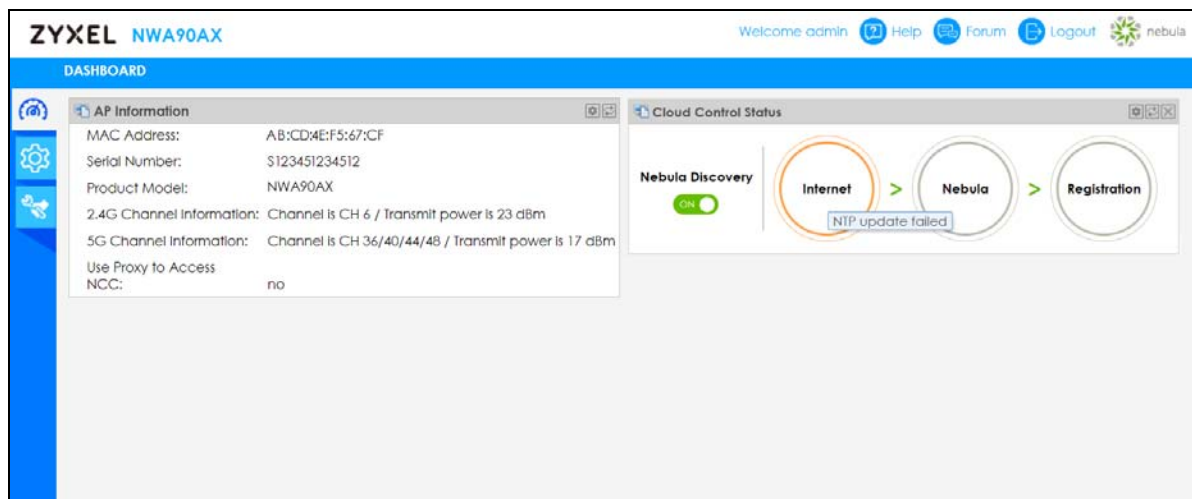 ZYXEL NWA90AX
Welcome admin Help Forum Logout nebula
DASHBOARD
AP Information
MAC Address: AB:CD:4E:F5:67:CF
Serial Number: S123451234512
Product Model: NWA90AX
2.4G Channel Information: Channel is CH 6 / Transmit power is 23 dBm
5G Channel Information: Channel is CH 36/40/44/48 / Transmit power is 17 dBm
Use Proxy to Access
NCC: no
Cloud Control Status
Nebula Discovery
ON
Internet > Nebula > Registration
NTP update failed